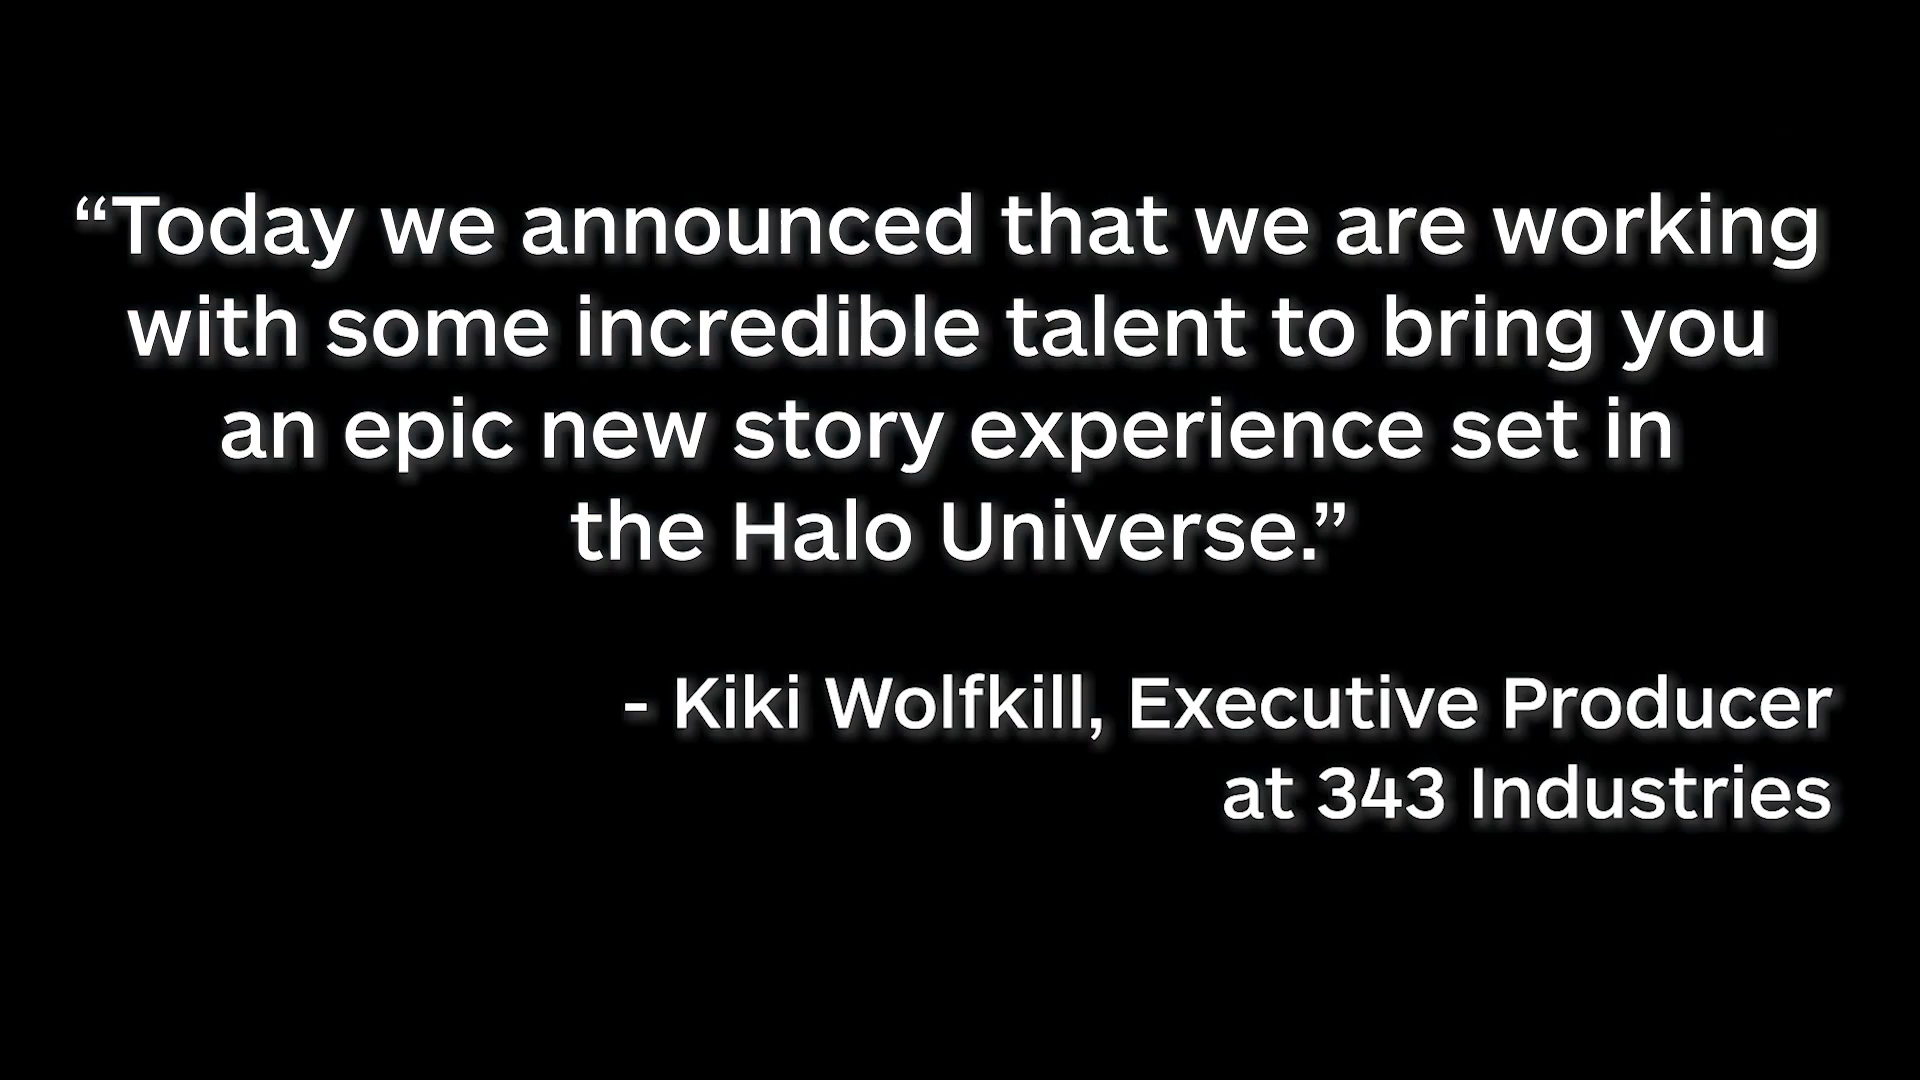 “Today we announced that we are working
with some incredible talent to bring you
an epic new story experience set in
the Halo Universe.”
- Kiki Wolfkill, Executive Producer
at 343 Industries